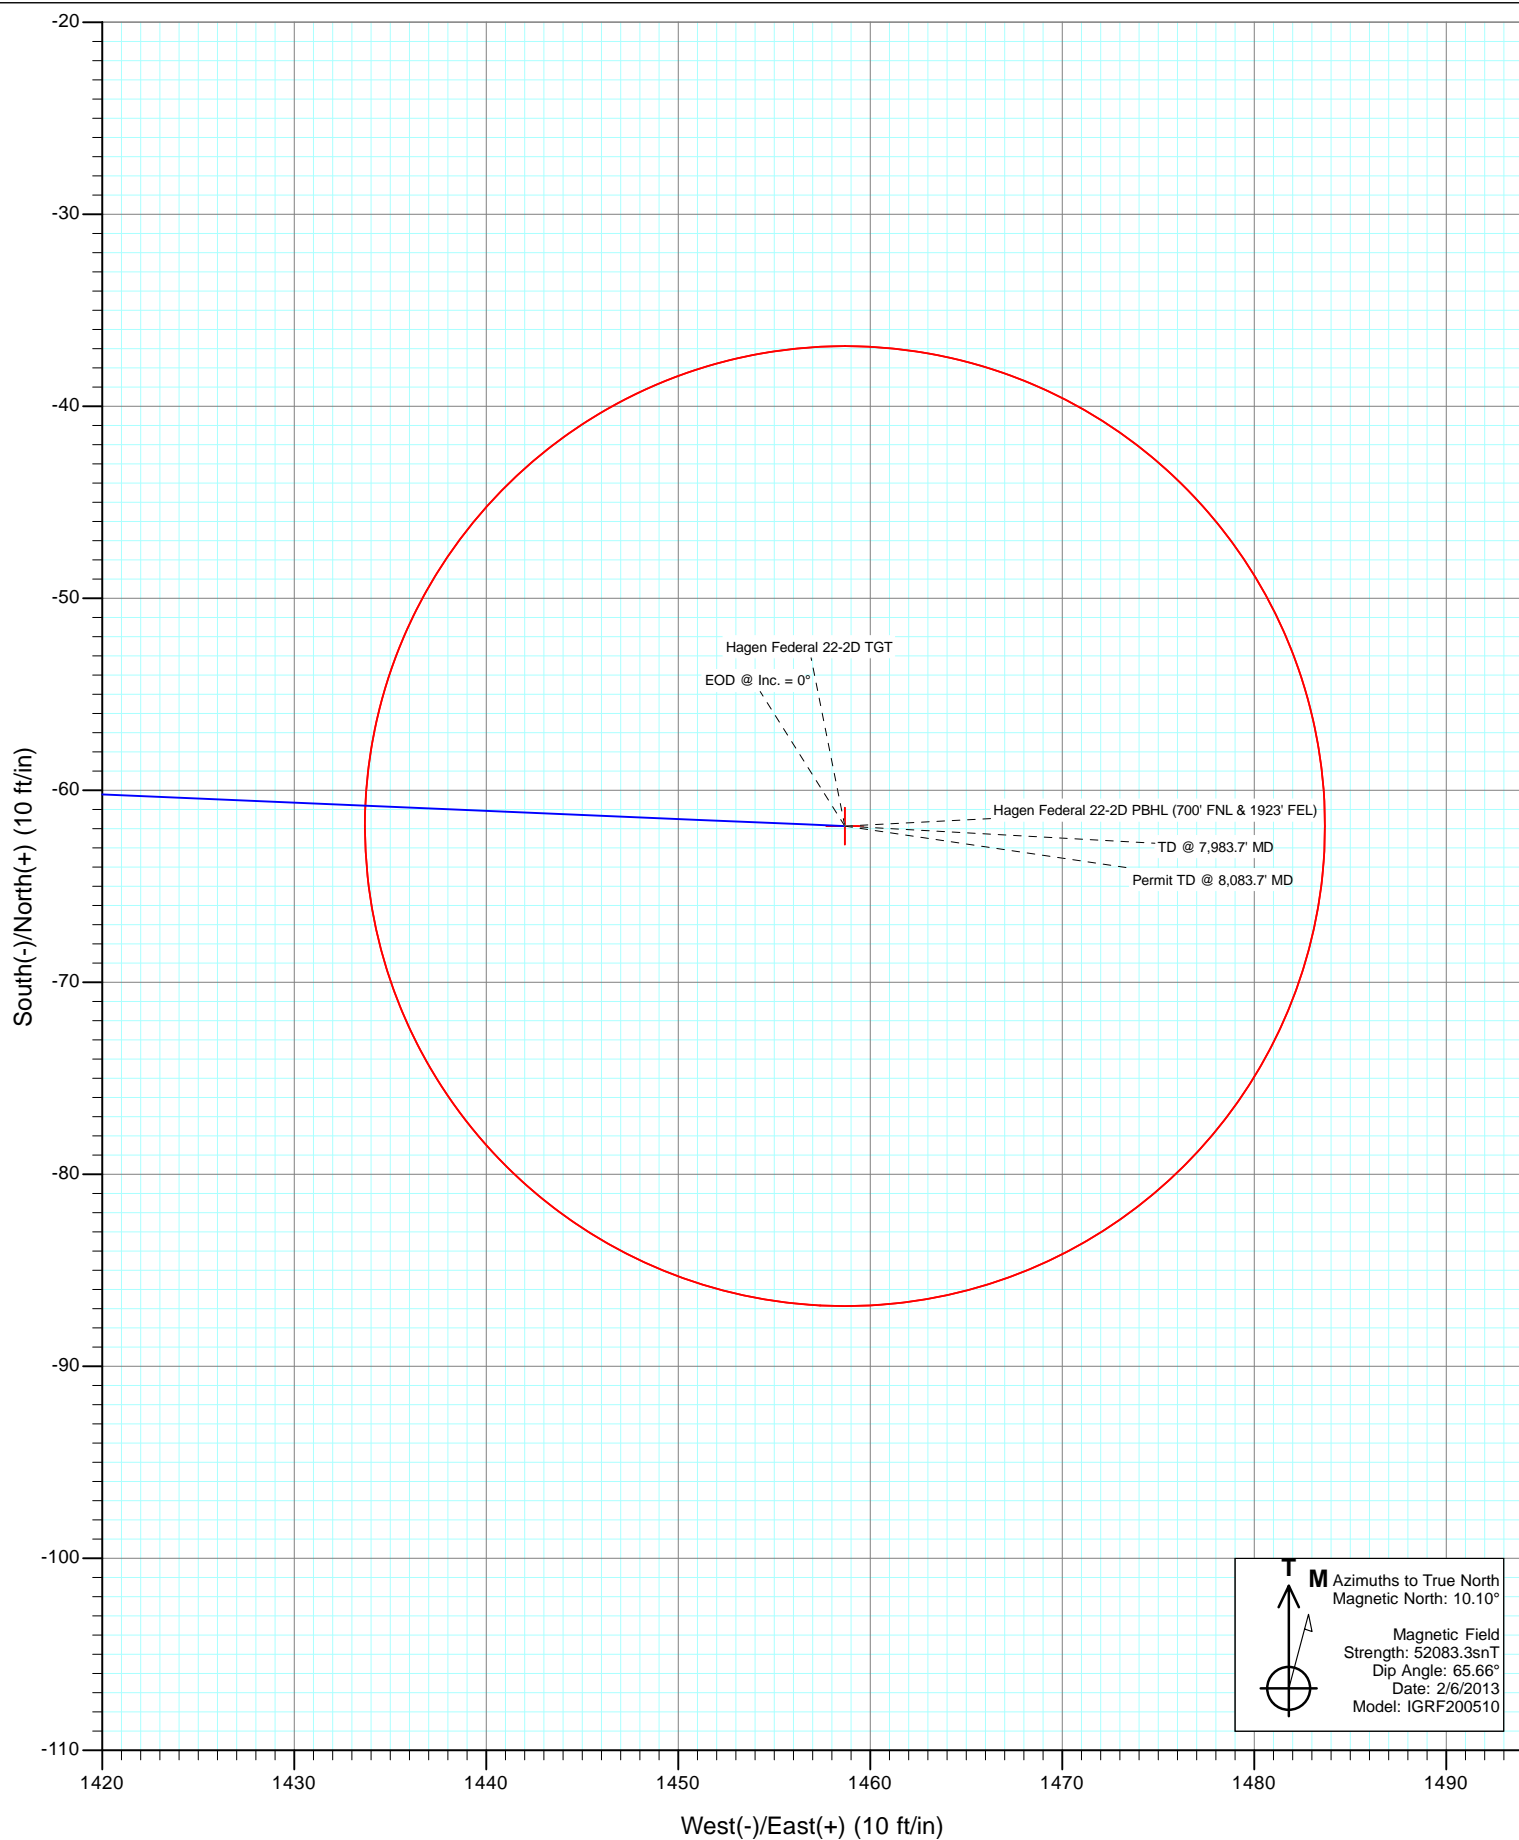 -20
-30
-40
-50
-60
-70
-80
-90
-100
-110
South(-)/North(+) (10 ft/in)
Hagen Federal 22-2D TGT
EOD @ Inc. = 0°
Hagen Federal 22-2D PBHL (700' FNL & 1923' FEL)
TD @ 7,983.7' MD
Permit TD @ 8,083.7' MD
T
M
Azimuths to True North
Magnetic North: 10.10°
Magnetic Field
Strength: 52083.3snT
Dip Angle: 65.66°
Date: 2/6/2013
Model: IGRF200510
1420
1430
1440
1450
1460
1470
1480
1490
West(-)/East(+) (10 ft/in)